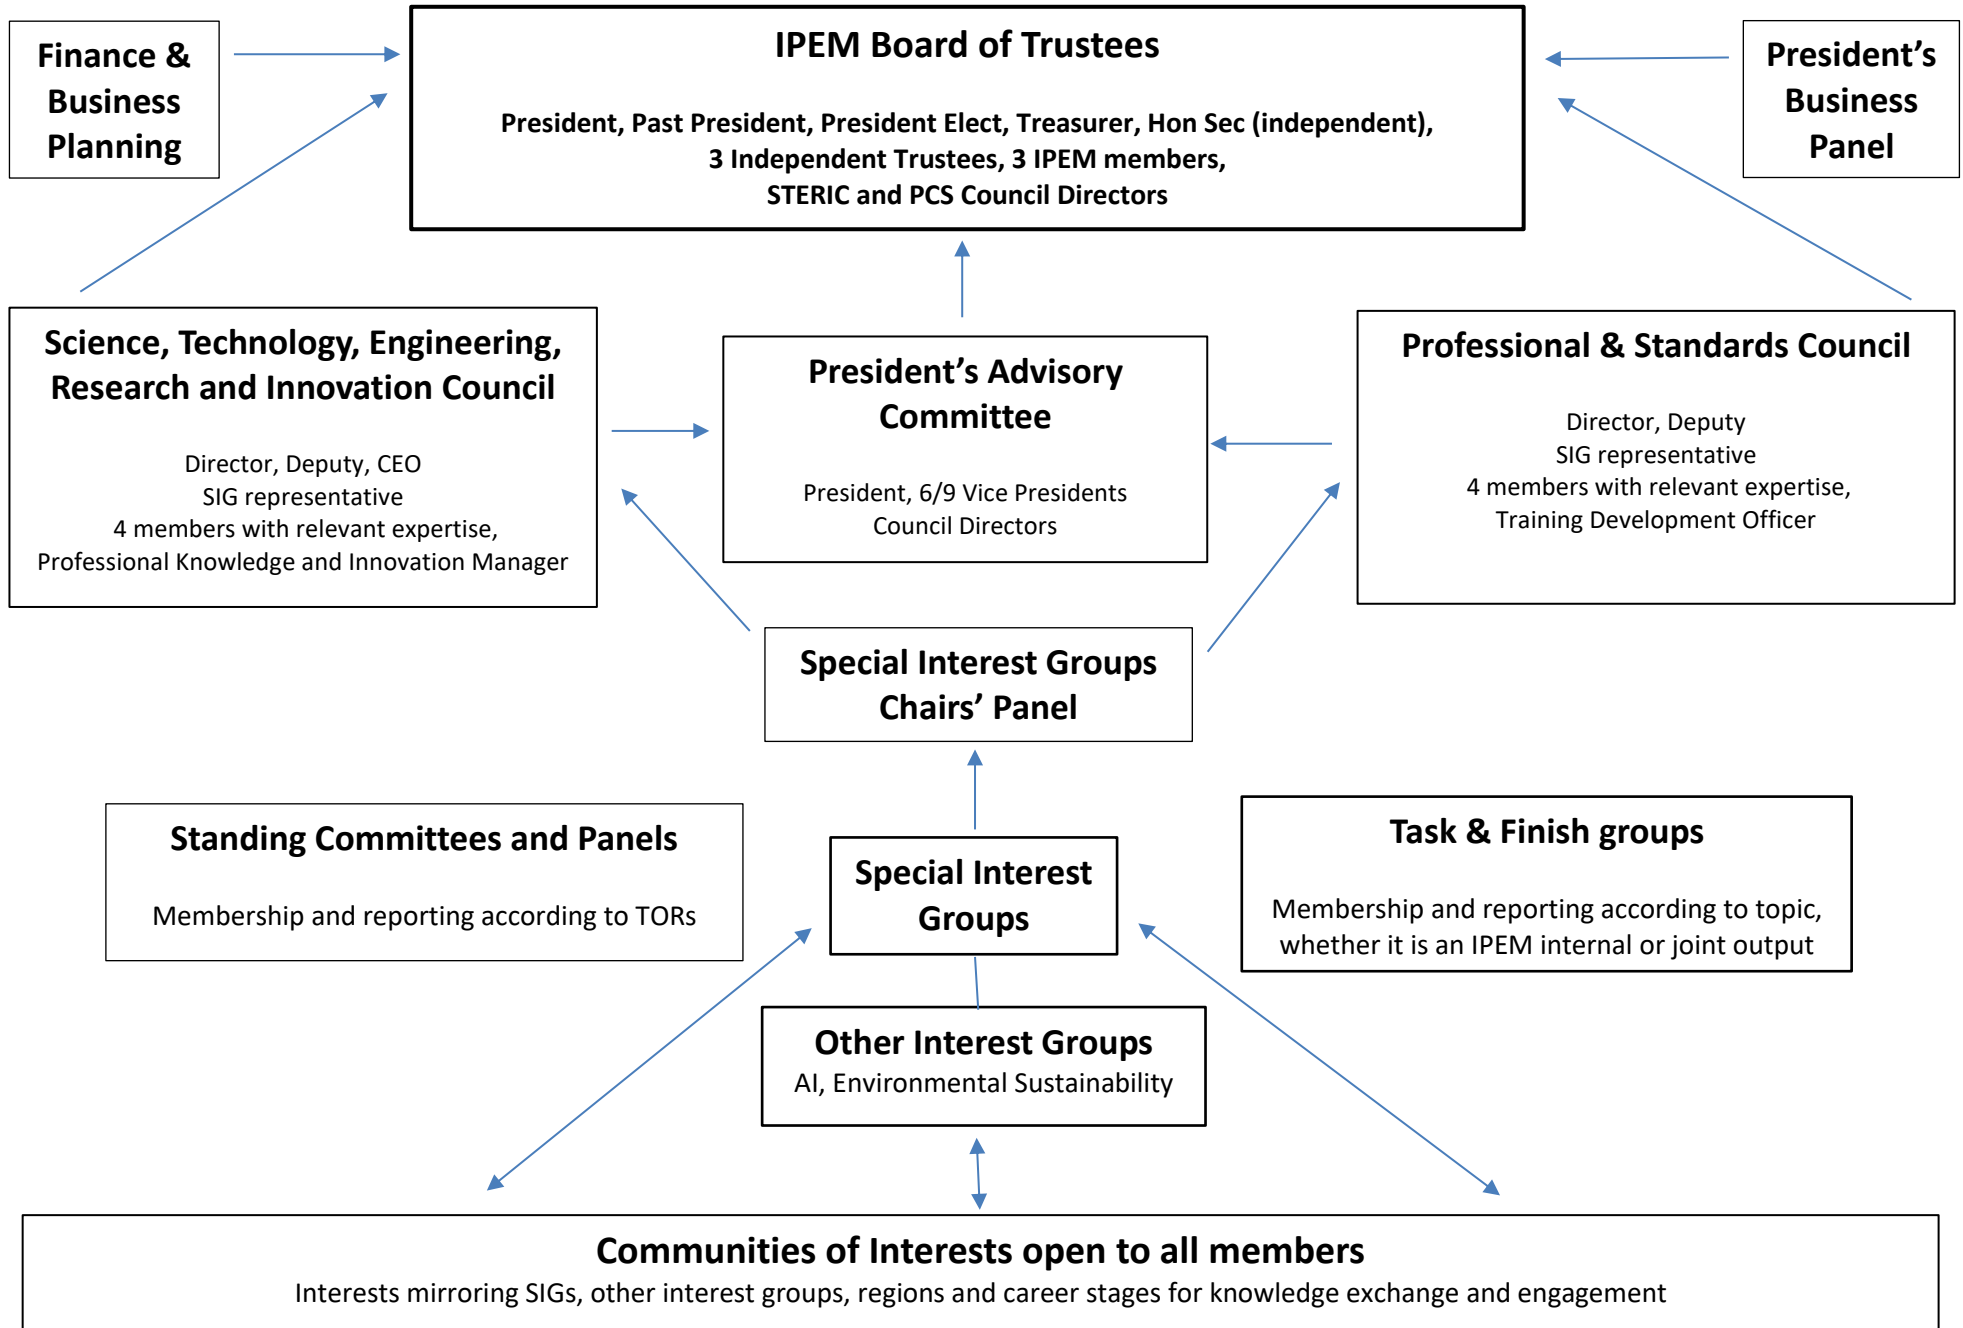 Finance &
Business
Planning
IPEM Board of Trustees
President, Past President, President Elect, Treasurer, Hon Sec (independent),
3 Independent Trustees, 3 IPEM members,
STERIC and PCS Council Directors
President’s
Business
Panel
Science, Technology, Engineering,
Research and Innovation Council
Director, Deputy, CEO
SIG representative
4 members with relevant expertise,
Professional Knowledge and Innovation Manager
President’s Advisory
Committee
President, 6/9 Vice Presidents
Council Directors
Professional & Standards Council
Director, Deputy
SIG representative
4 members with relevant expertise,
Training Development Officer
Special Interest Groups
Chairs’ Panel
Standing Committees and Panels
Membership and reporting according to TORs
Special Interest
Groups
Task & Finish groups
Membership and reporting according to topic,
whether it is an IPEM internal or joint output
Other Interest Groups
AI, Environmental Sustainability
Communities of Interests open to all members
Interests mirroring SIGs, other interest groups, regions and career stages for knowledge exchange and engagement